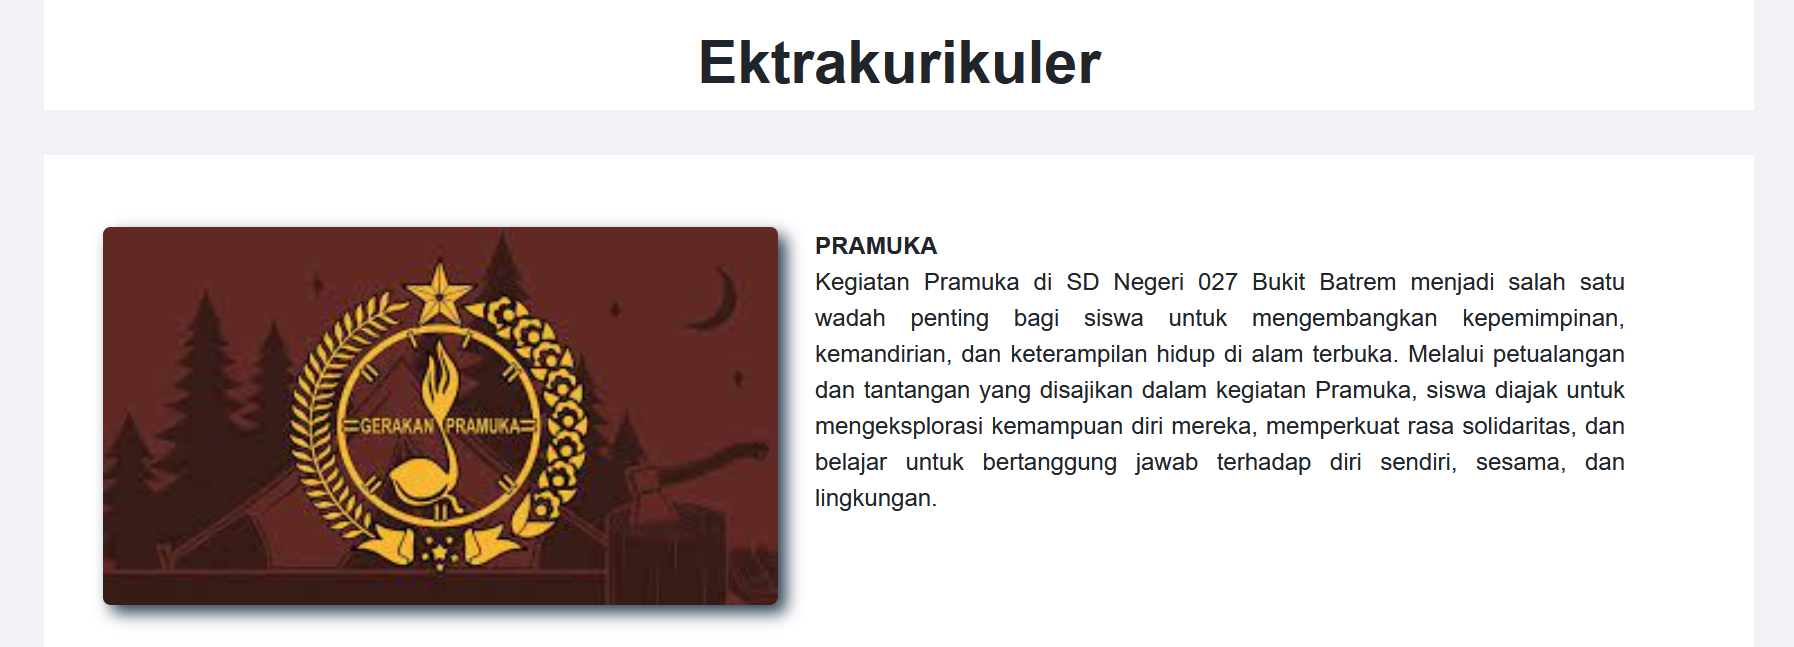 Ektrakurikuler
GERAKAN PRAMUKA
PRAMUKA
Kegiatan Pramuka di SD Negeri 027 Bukit Batrem menjadi salah satu
wadah penting bagi siswa untuk mengembangkan kepemimpinan,
kemandirian, dan keterampilan hidup di alam terbuka. Melalui petualangan
dan tantangan yang disajikan dalam kegiatan Pramuka, siswa diajak untuk
mengeksplorasi kemampuan diri mereka, memperkuat rasa solidaritas, dan
belajar untuk bertanggung jawab terhadap diri sendiri, sesama, dan
lingkungan.